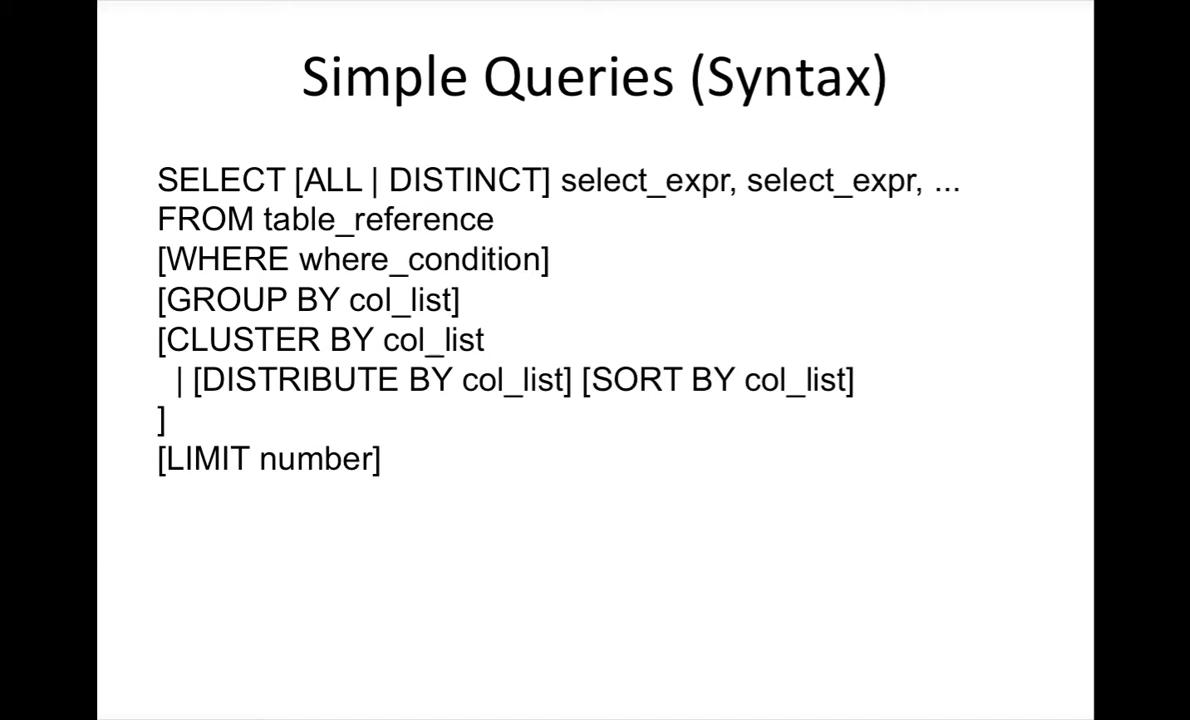 Simple Queries (Syntax)
SELECT [ALL | DISTINCT] select_expr, select_expr, ...
FROM table_reference
[WHERE where_condition]
[GROUP BY col_list]
[CLUSTER BY col_list
| [DISTRIBUTE BY col_list] [SORT BY col_list]
]
[LIMIT number]